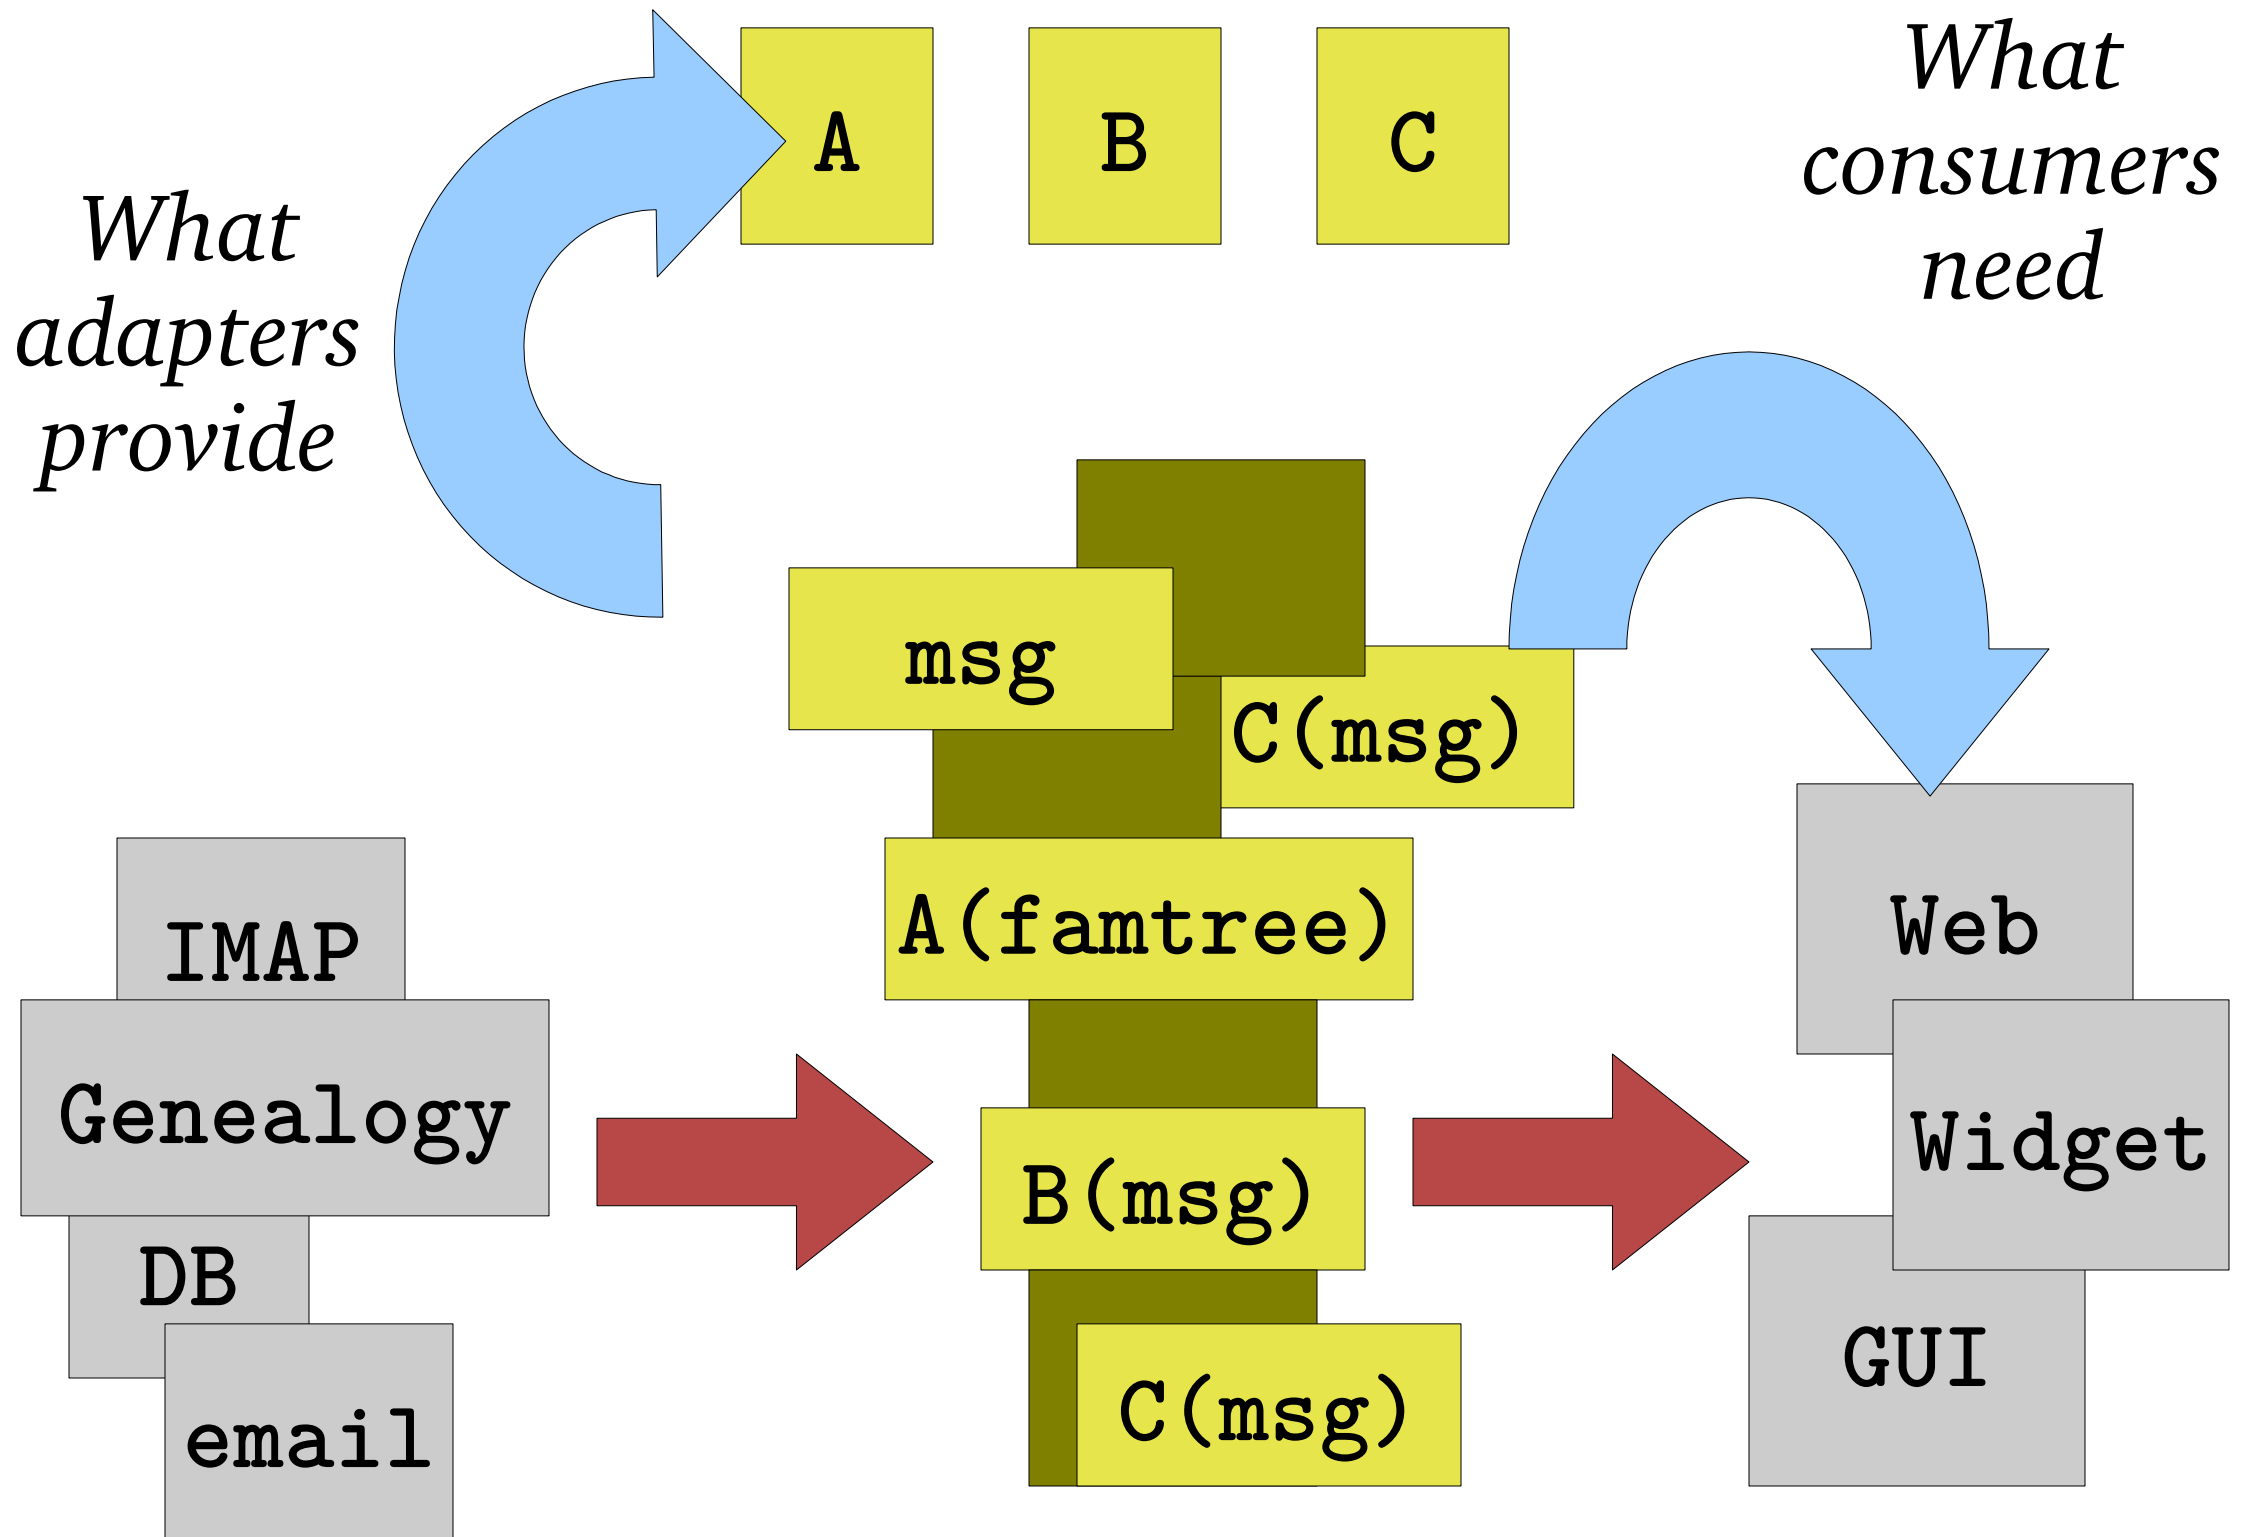 What
adapters
provide
A
B
C
What
consumers
need
msg
C(msg)
A(famtree)
B(msg)
C(msg)
IMAP
Genealogy
DB
email
Web
Widget
GUI